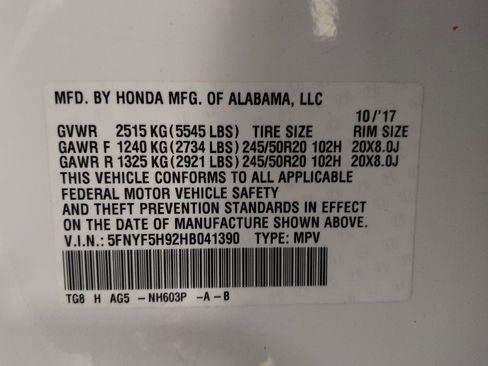 MFD. BY HONDA MFG. OF ALABAMA, LLC
10/'17
GVWR 2515 KG (5545 LBS) TIRE SIZE RIM SIZE
GAWR F 1240 KG (2734 LBS) 245/50R20 102H 20X8.0J
GAWR R 1325 KG (2921 LBS) 245/50R20 102H 20X8.0J
THIS VEHICLE CONFORMS TO ALL APPLICABLE
FEDERAL MOTOR VEHICLE SAFETY
AND THEFT PREVENTION STANDARDS IN EFFECT
ON THE DATE OF MANUFACTURE SHOWN ABOVE.
V.I.N.: 5FNYF5H92HB041390 TYPE: MPV
TG8 H AG5 -NH603P -A-B